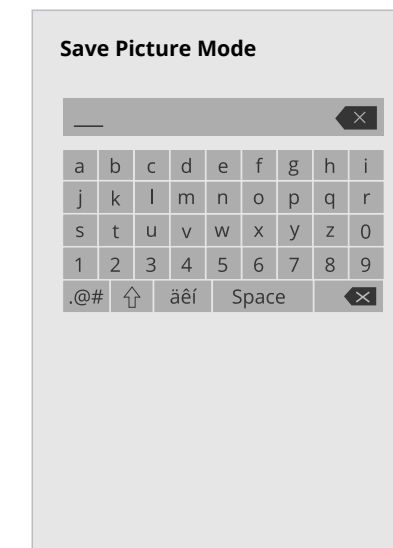 Save Picture Mode
a b c d e f g h i
j k l m n o p q r
s t u v w x y z 0
1 2 3 4 5 6 7 8 9
.@# äêí Space